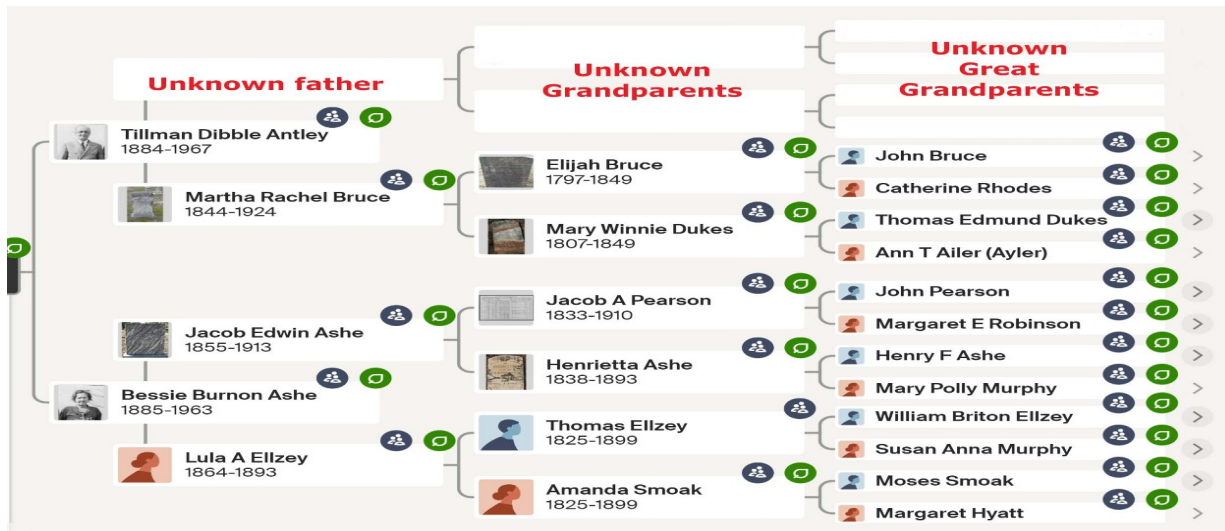 Unknown father
Unknown
Grandparents
Unknown
Great
Grandparents
Tillman Dibble Antley
1884-1967
Martha Rachel Bruce
1844-1924
Elijah Bruce
1797-1849
Mary Winnie Dukes
1807-1849
John Bruce
Catherine Rhodes
Thomas Edmund Dukes
Ann T Ailer (Ayler)
Jacob Edwin Ashe
1855-1913
Bessie Burnon Ashe
1885-1963
Lula A Ellzey
1864-1893
Jacob A Pearson
1833-1910
Henrietta Ashe
1838-1893
Thomas Ellzey
1825-1899
Amanda Smoak
1825-1899
John Pearson
Margaret E Robinson
Henry F Ashe
Mary Polly Murphy
William Briton Ellzey
Susan Anna Murphy
Moses Smoak
Margaret Hyatt